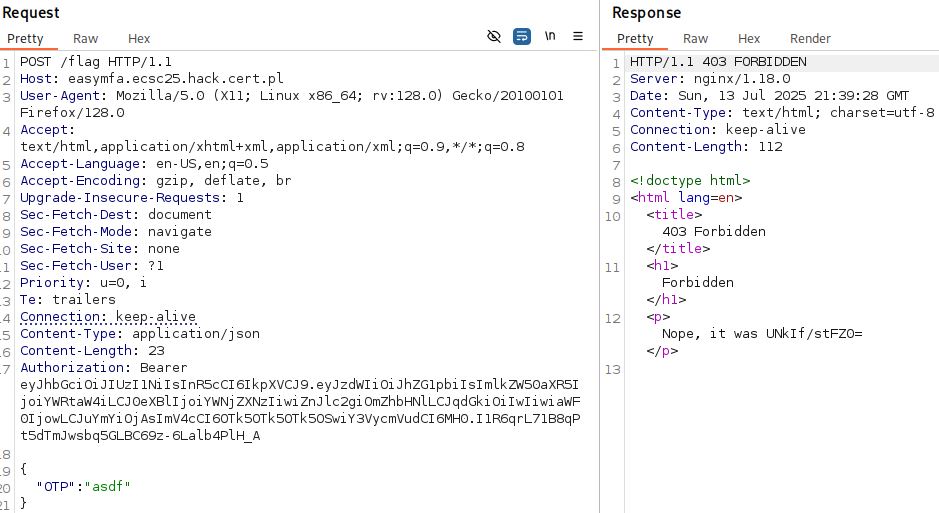 Request
Pretty Raw Hex
\n
1 POST /flag HTTP/1.1
2 Host: easymfa.ecsc25.hack.cert.pl
3 User-Agent: Mozilla/5.0 (X11; Linux x86_64; rv:128.0) Gecko/20100101
Firefox/128.0
4 Accept:
text/html,application/xhtml+xml,application/xml;q=0.9,*/*;q=0.8
5 Accept-Language: en-US,en;q=0.5
6 Accept-Encoding: gzip, deflate, br
7 Upgrade-Insecure-Requests: 1
8 Sec-Fetch-Dest: document
9 Sec-Fetch-Mode: navigate
10 Sec-Fetch-Site: none
11 Sec-Fetch-User: ?1
12 Priority: u=0, i
13 Te: trailers
14 Connection: keep-alive
15 Content-Type: application/json
16 Content-Length: 23
17 Authorization: Bearer
eyJhbGciOiJIUzI1NiIsInR5cCI6IkpXVCJ9.eyJzdWIiOiJhZG1pbiIsImlkZW50aXR5I
joiYWRtaW4iLCJ0eXBlIjoiYWNjZXNzIiwiZnJlc2giOmZhbHNlLCJqdGkiOiIwIiwiaWF
0IjowLCJuYmYiOjAsImV4cCI6OTk5OTk5OTk5OSwiY3VycmVudCI6MH0.I1R6qrL71B8qP
t5dTmJwsbq5GLBC69z-6Lalb4PlH_A
18
19 {
20 "OTP":"asdf"
21 }
Response
Pretty Raw Hex Render
1 HTTP/1.1 403 FORBIDDEN
2 Server: nginx/1.18.0
3 Date: Sun, 13 Jul 2025 21:39:28 GMT
4 Content-Type: text/html; charset=utf-8
5 Connection: keep-alive
6 Content-Length: 112
7
8 <!doctype html>
9 <html lang=en>
10 <title>
403 Forbidden
</title>
11 <h1>
Forbidden
</h1>
12 <p>
Nope, it was UNkIf/stFZ0=
</p>
13